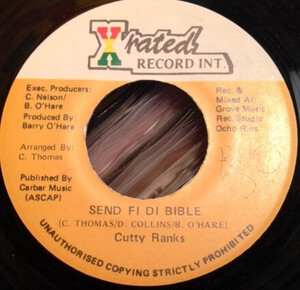 X rated
RECORD INT.
Exec. Producers:
C. Nelson/
B. O'Hare
Produced By:
Barry O'Hare
Arranged By:
C. Thomas
Published By
Carbar Music
(ASCAP)
Rec. &
Mixed At:
Grove Music
Rec. Studio
Ocho Rios
SEND FI DI BIBLE
(C. THOMAS/D. COLLINS/B. O'HARE)
Cutty Ranks
UNAUTHORISED COPYING STRICTLY PROHIBITED